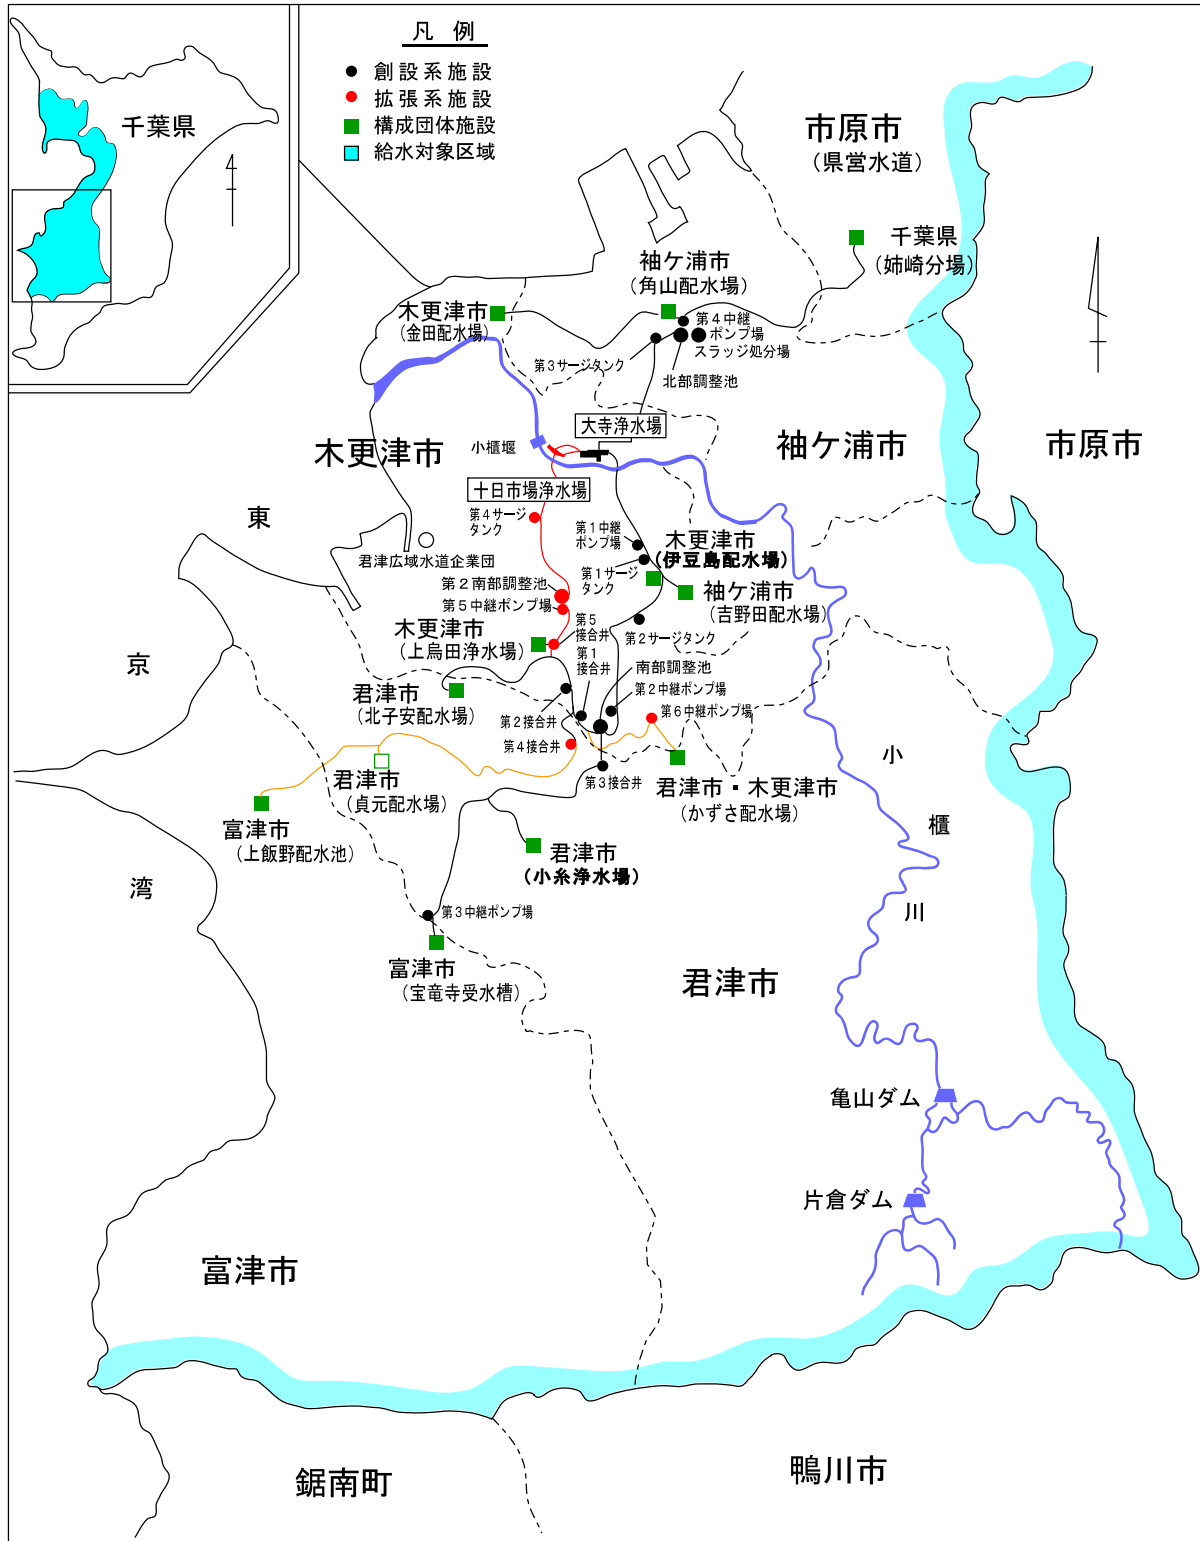 凡 例
創設系施設
拡張系施設
構成団体施設
給水対象区域
千葉県
市原市
(県営水道)
千葉県
(姉崎分場)
袖ケ浦市
(角山配水場)
木更津市
(金田配水場)
第4中継
ポンプ場
スラッジ処分場
第3サージタンク
北部調整池
大寺浄水場
木更津市
小櫃堰
袖ケ浦市
市原市
十日市場浄水場
東
第4サージ
タンク
君津広域水道企業団
第1中継
ポンプ場
木更津市
(伊豆島配水場)
第1サージ
タンク
第2南部調整池
第5中継ポンプ場
袖ケ浦市
(吉野田配水場)
木更津市
(上烏田浄水場)
第5
接合井
第2サージタンク
第1
接合井
京
南部調整池
君津市
(北子安配水場)
第2中継ポンプ場
第2接合井
第6中継ポンプ場
第4接合井
小
君津市
(貞元配水場)
第3接合井
君津市・木更津市
(かずさ配水場)
富津市
(上飯野配水池)
櫃
君津市
(小糸浄水場)
湾
第3中継ポンプ場
川
富津市
(宝竜寺受水槽)
君津市
亀山ダム
片倉ダム
富津市
鋸南町
鴨川市